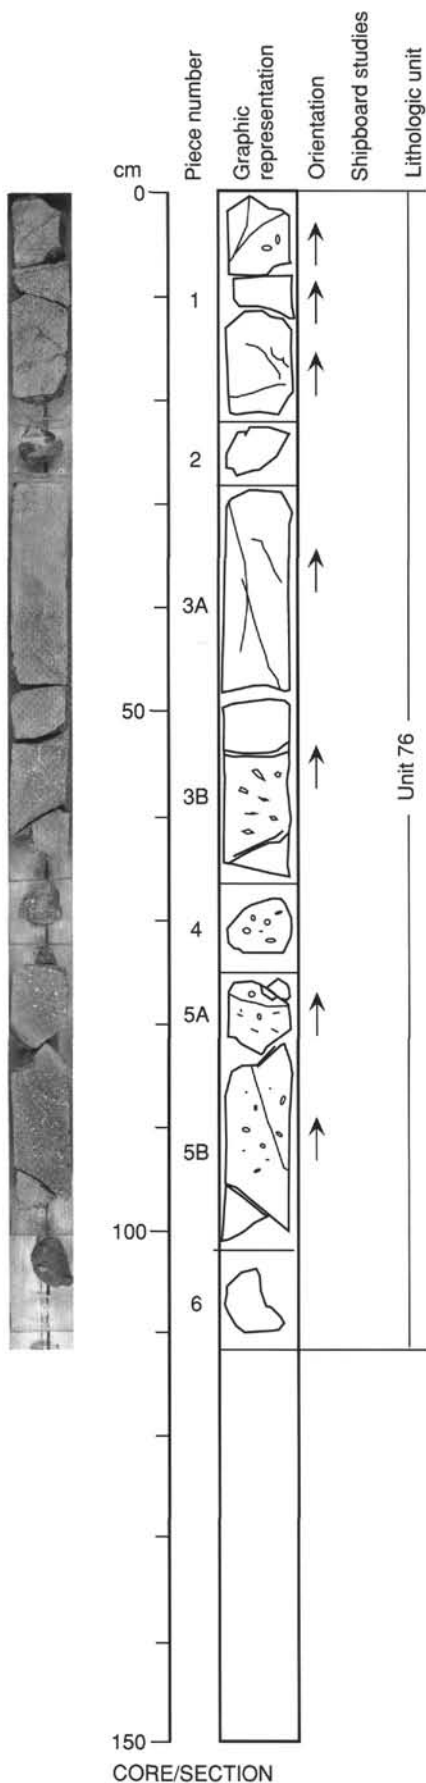 cm
Piece number
Graphic
representation
Orientation
Shipboard studies
Lithologic unit
0
1
2
3A
50
3B
Unit 76
4
5A
5B
100
6
150
CORE/SECTION